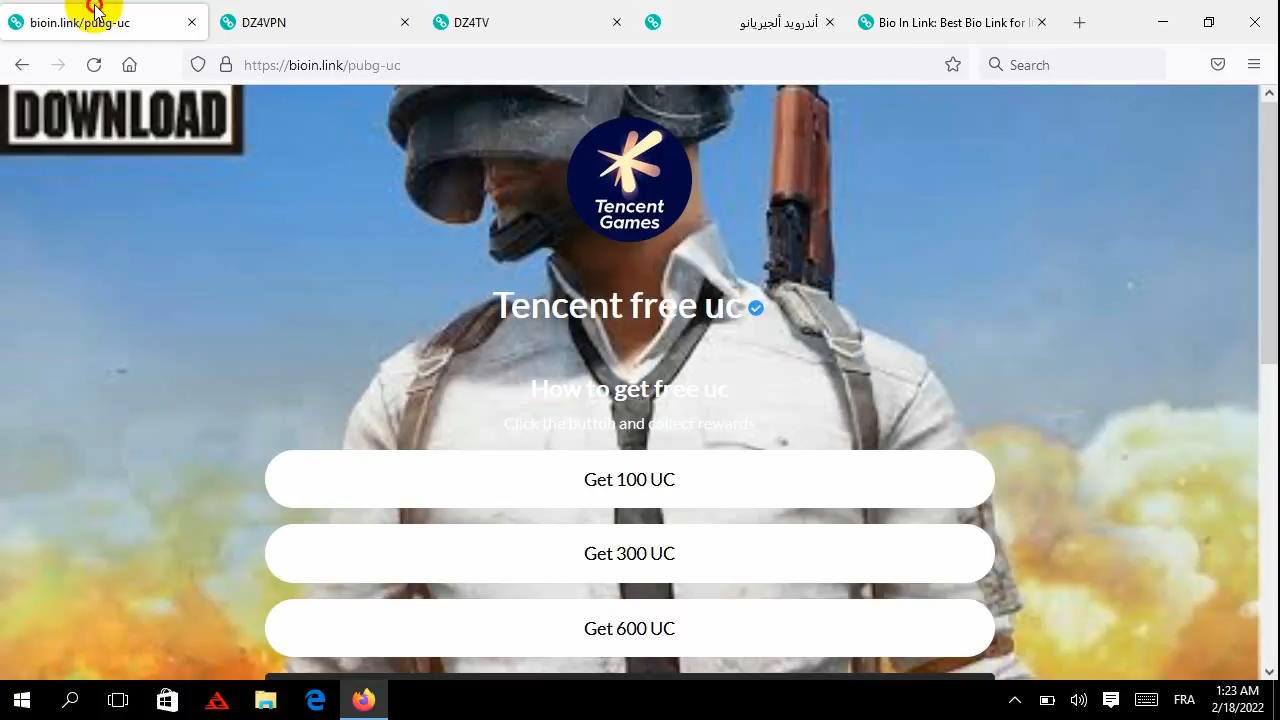 bioin.link/pubg-uc
DZ4VPN
DZ4TV
أندرويد ألجيريانو
Bio In Link: Best Bio Link for I
https://bioin.link/pubg-uc
Search
DOWNLOAD
Tencent
Games
Tencent free uc
How to get free uc
Click the button and collect rewards
Get 100 UC
Get 300 UC
Get 600 UC
FRA
1:23 AM
2/18/2022